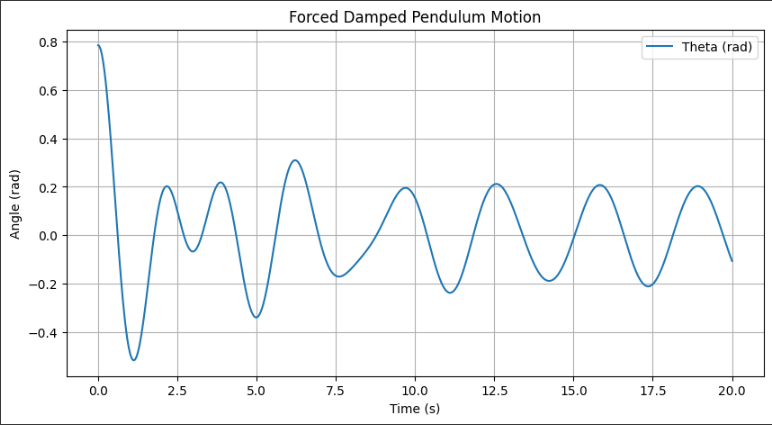 Forced Damped Pendulum Motion
Theta (rad)
Angle (rad)
0.8
0.6
0.4
0.2
0.0
−0.2
−0.4
0.0 2.5 5.0 7.5 10.0 12.5 15.0 17.5 20.0
Time (s)